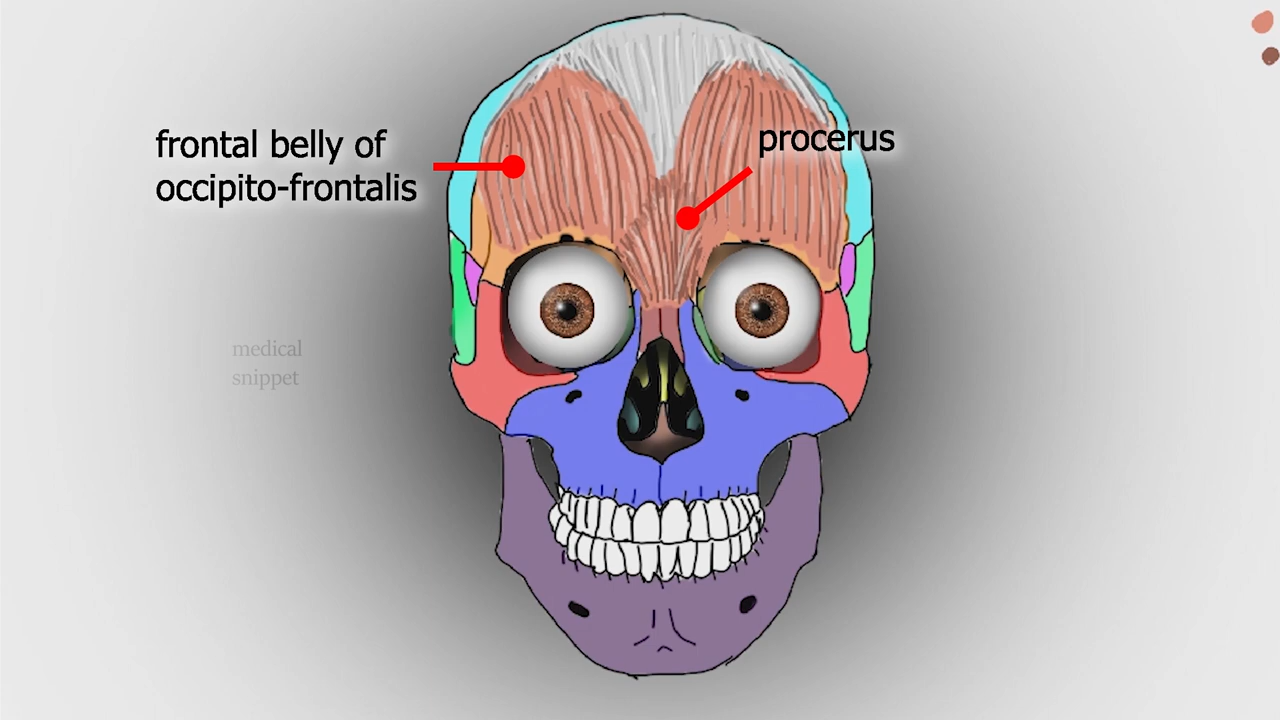 frontal belly of
occipito-frontalis
procerus
medical
snippet